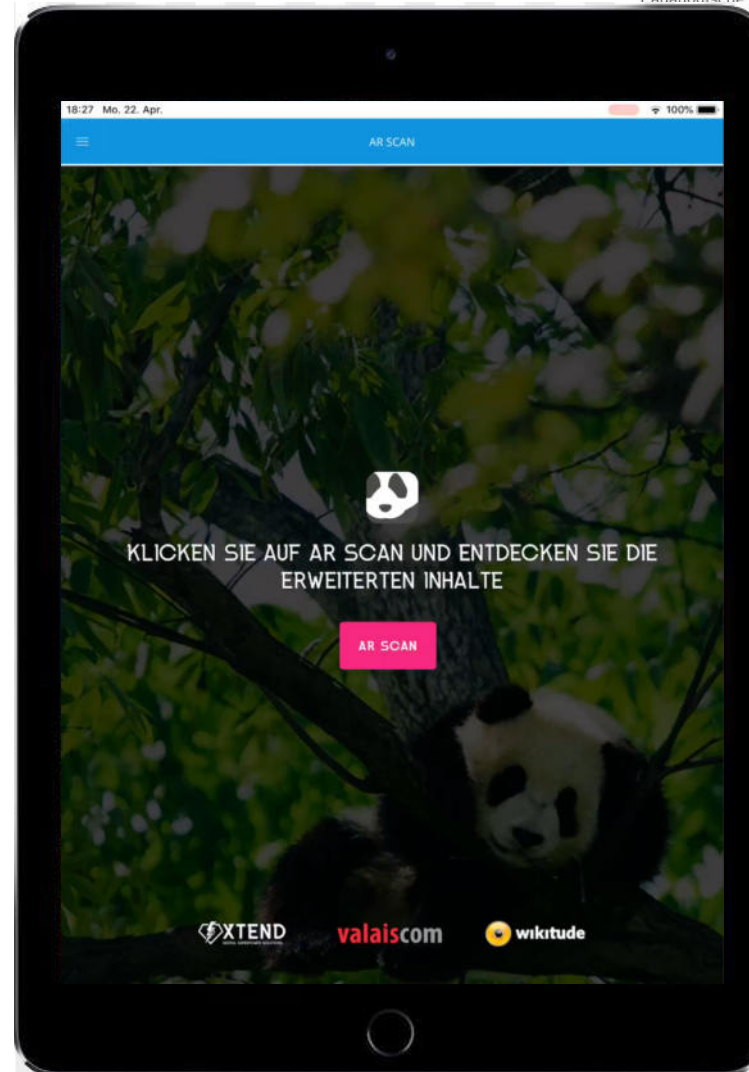 18:27 Mo. 22. Apr.
100%
AR SCAN
KLICKEN SIE AUF AR SCAN UND ENTDECKEN SIE DIE
ERWEITERTEN INHALTE
AR SCAN
XTEND
valaiscom
wikitude